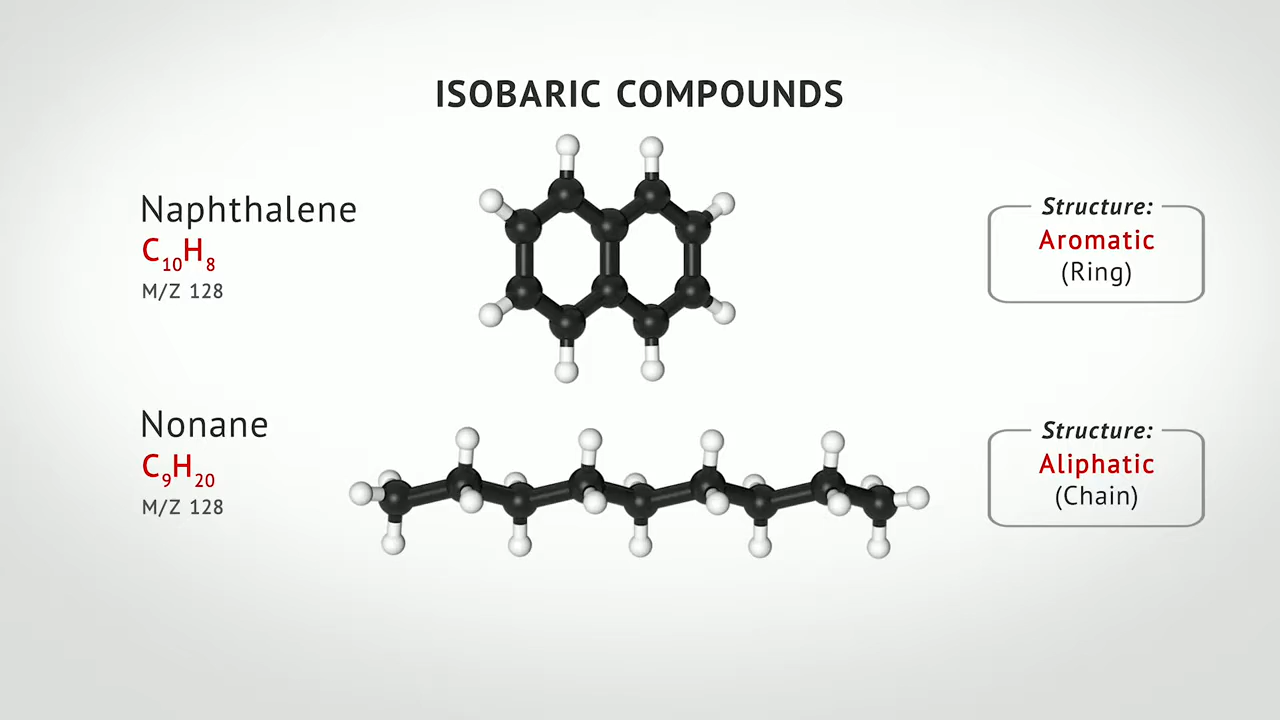 ISOBARIC COMPOUNDS
Naphthalene
C₁₀H₈
M/Z 128
Structure:
Aromatic
(Ring)
Nonane
C₉H₂₀
M/Z 128
Structure:
Aliphatic
(Chain)